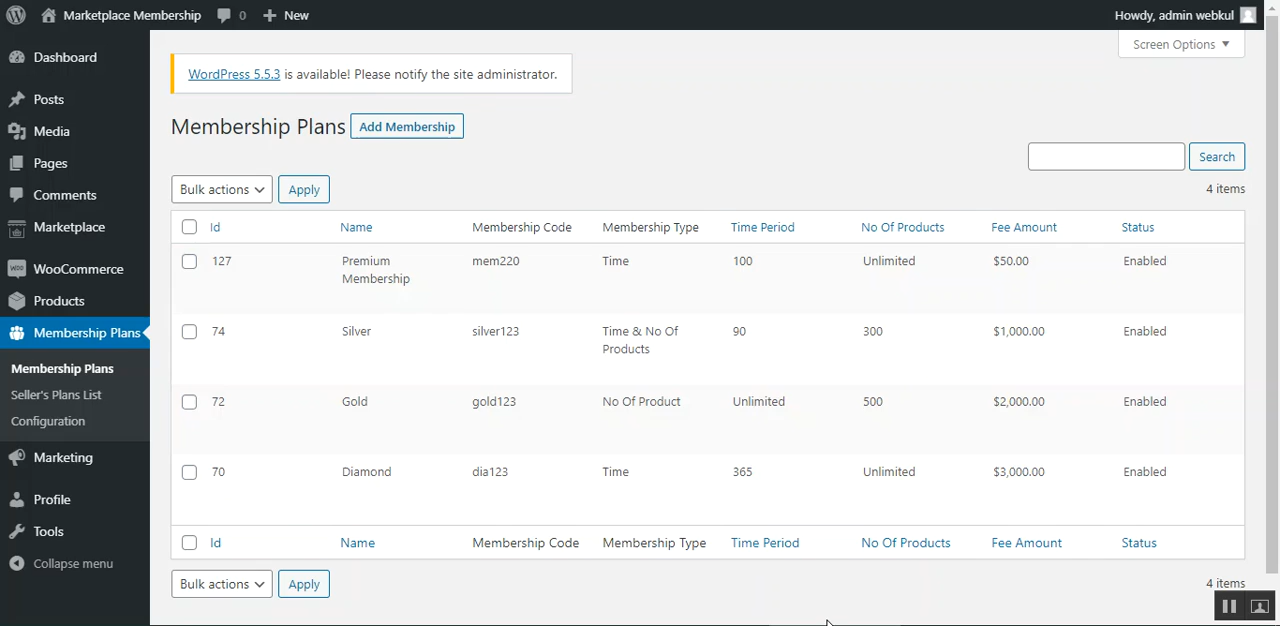 Marketplace Membership 0 New Howdy, admin webkul
Screen Options
Dashboard
Posts
Media
Pages
Comments
Marketplace
WooCommerce
Products
Membership Plans
Membership Plans
Seller's Plans List
Configuration
Marketing
Profile
Tools
Collapse menu
WordPress 5.5.3 is available! Please notify the site administrator.
Membership Plans Add Membership
Search
Bulk actions Apply 4 items
Id Name Membership Code Membership Type Time Period No Of Products Fee Amount Status
127 Premium Membership mem220 Time 100 Unlimited $50.00 Enabled
74 Silver silver123 Time & No Of Products 90 300 $1,000.00 Enabled
72 Gold gold123 No Of Product Unlimited 500 $2,000.00 Enabled
70 Diamond dia123 Time 365 Unlimited $3,000.00 Enabled
Id Name Membership Code Membership Type Time Period No Of Products Fee Amount Status
Bulk actions Apply 4 items